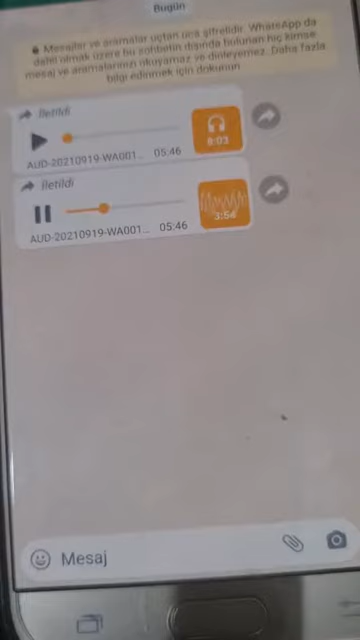 Bugün
Mesajlar ve aramalar uçtan uca şifrelidir. WhatsApp da
dahil olmak üzere bu sohbetin dışında bulunan hiç kimse
mesaj ve aramalarınızı okuyamaz ve dinleyemez. Daha fazla
bilgi edinmek için dokunun
İletildi
6:03
AUD-20210919-WA001... 05:46
İletildi
3:54
AUD-20210919-WA001... 05:46
Mesaj